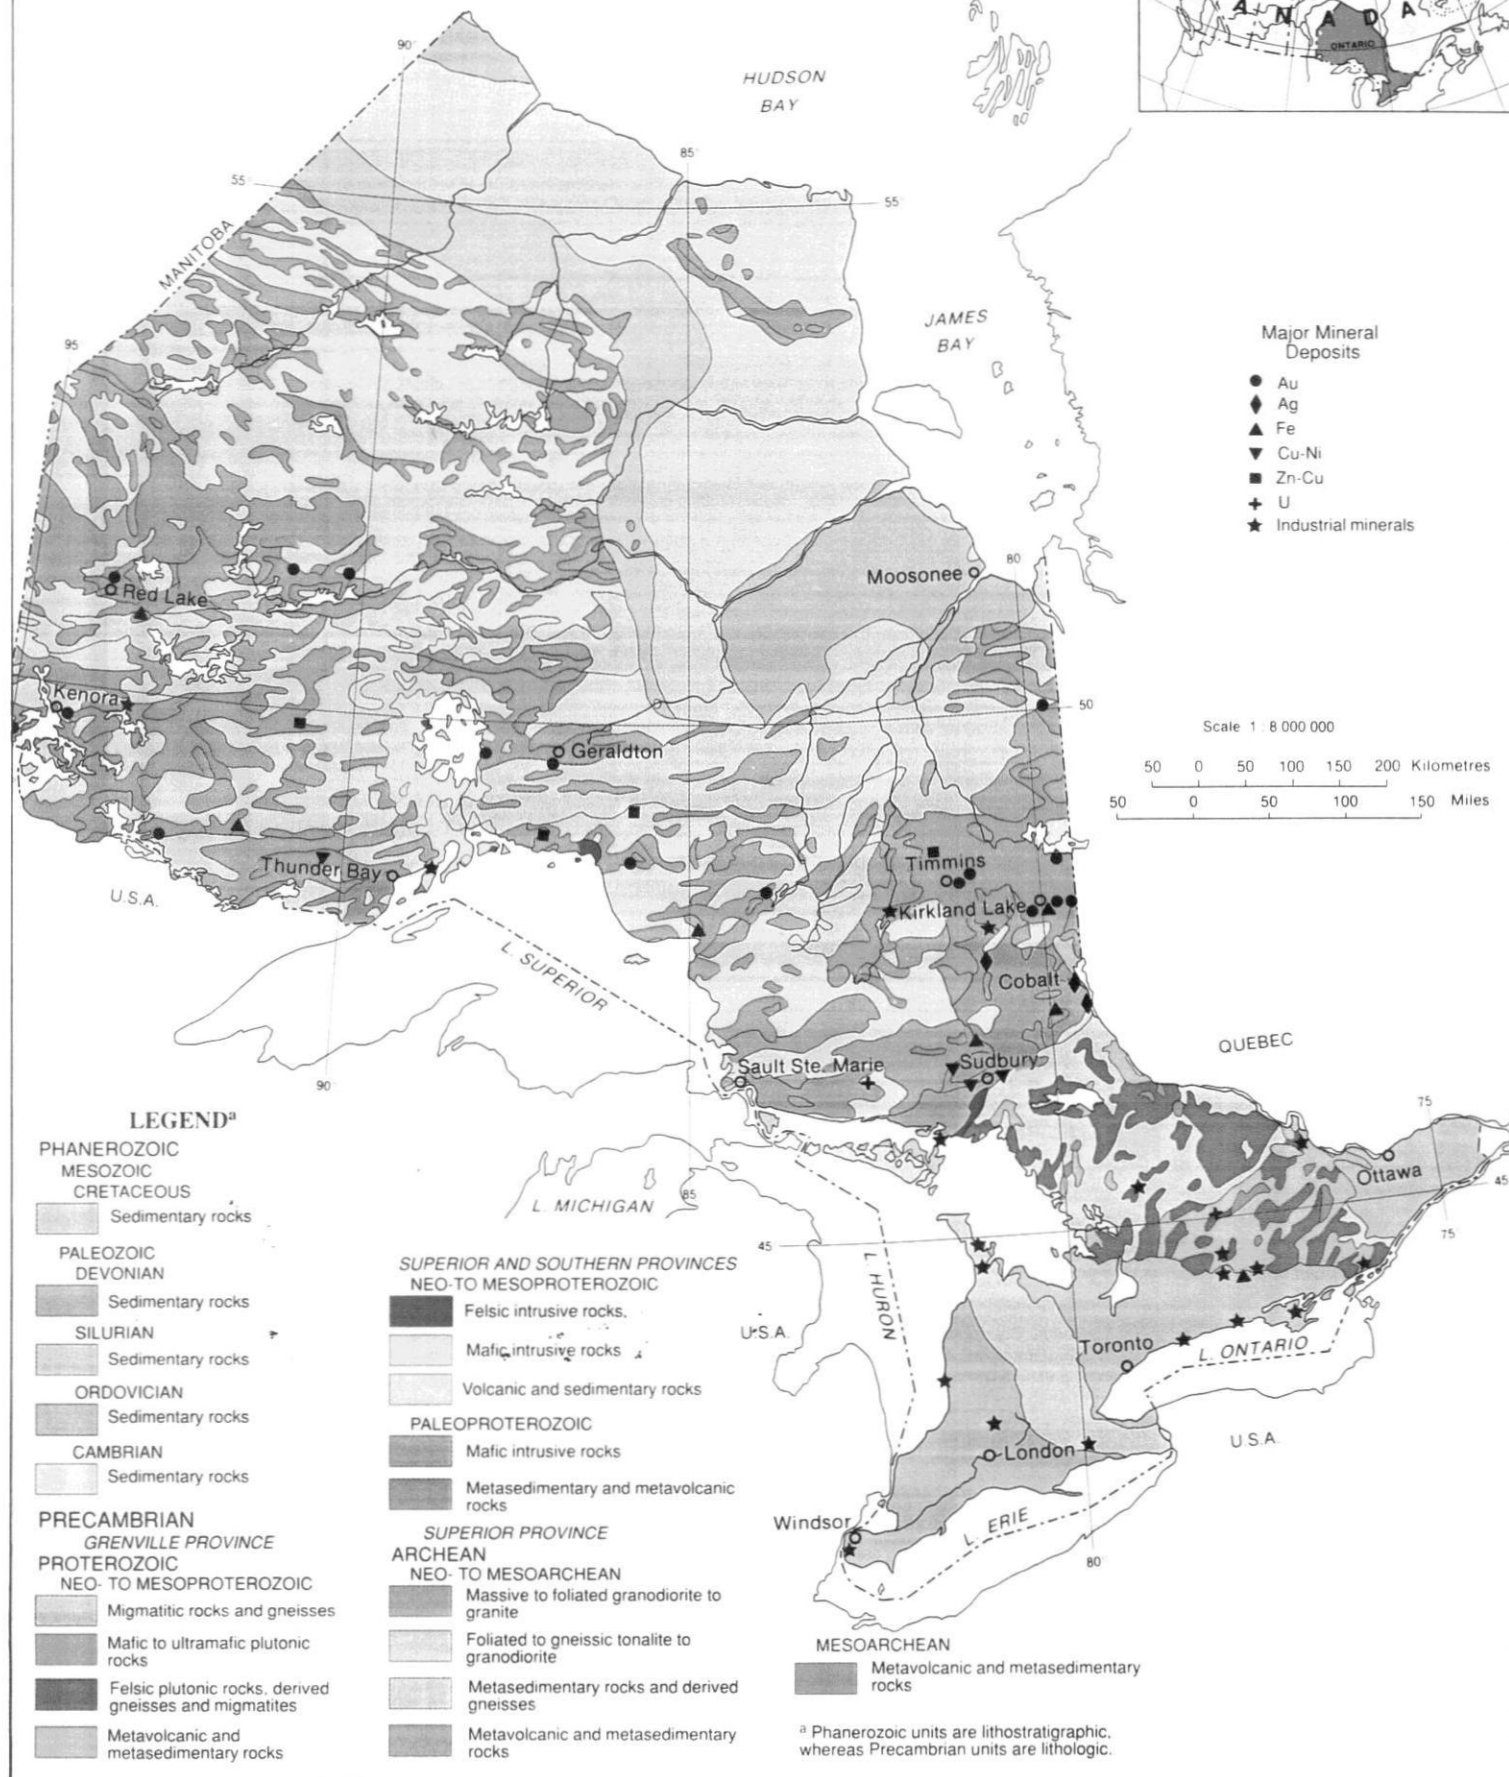 A N A D A
ONTARIO
90°
HUDSON
BAY
85°
55°
55°
MANITOBA
JAMES
BAY
95
Major Mineral
Deposits
Au
Ag
Fe
Cu-Ni
Zn-Cu
U
Industrial minerals
80
Moosonee
Red Lake
Kenora
50
Geraldton
Scale 1 : 8 000 000
50 0 50 100 150 200 Kilometres
50 0 50 100 150 Miles
Timmins
Thunder Bay
U.S.A.
Kirkland Lake
L. SUPERIOR
Cobalt
QUEBEC
Sudbury
Sault Ste. Marie
90
75
Ottawa
45
75
85
L. MICHIGAN
45
L. HURON
U.S.A.
Toronto
L. ONTARIO
U.S.A.
London
Windsor
L. ERIE
80
LEGENDª
PHANEROZOIC
MESOZOIC
CRETACEOUS
Sedimentary rocks
PALEOZOIC
DEVONIAN
Sedimentary rocks
SILURIAN
Sedimentary rocks
ORDOVICIAN
Sedimentary rocks
CAMBRIAN
Sedimentary rocks
PRECAMBRIAN
GRENVILLE PROVINCE
PROTEROZOIC
NEO- TO MESOPROTEROZOIC
Migmatitic rocks and gneisses
Mafic to ultramafic plutonic
rocks
Felsic plutonic rocks, derived
gneisses and migmatites
Metavolcanic and
metasedimentary rocks
SUPERIOR AND SOUTHERN PROVINCES
NEO-TO MESOPROTEROZOIC
Felsic intrusive rocks.
Mafic intrusive rocks
Volcanic and sedimentary rocks
PALEOPROTEROZOIC
Mafic intrusive rocks
Metasedimentary and metavolcanic
rocks
SUPERIOR PROVINCE
ARCHEAN
NEO- TO MESOARCHEAN
Massive to foliated granodiorite to
granite
Foliated to gneissic tonalite to
granodiorite
Metasedimentary rocks and derived
gneisses
Metavolcanic and metasedimentary
rocks
MESOARCHEAN
Metavolcanic and metasedimentary
rocks
ª Phanerozoic units are lithostratigraphic,
whereas Precambrian units are lithologic.